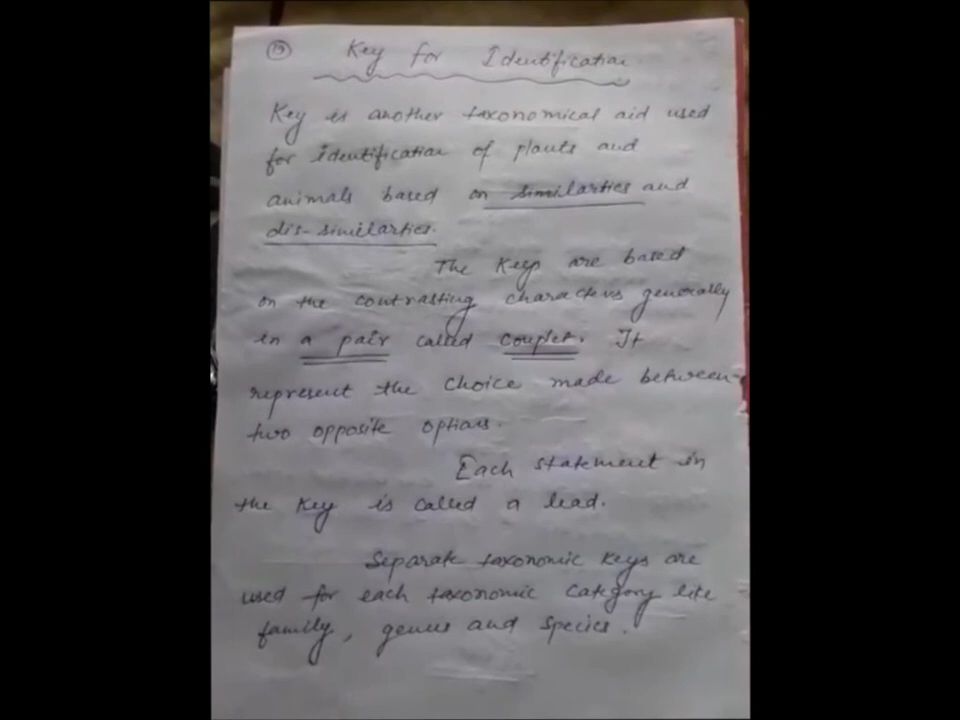 Key for Identification
Key is another taxonomical aid used
for identification of plants and
animals based on similarties and
dis-similarties.
The Keys are based
on the contrasting characters generally
in a pair called couplet. It
represent the choice made between
two opposite options.
Each statement in
the Key is called a lead.
Separate taxonomic Keys are
used for each taxonomic category like
family, genus and species.